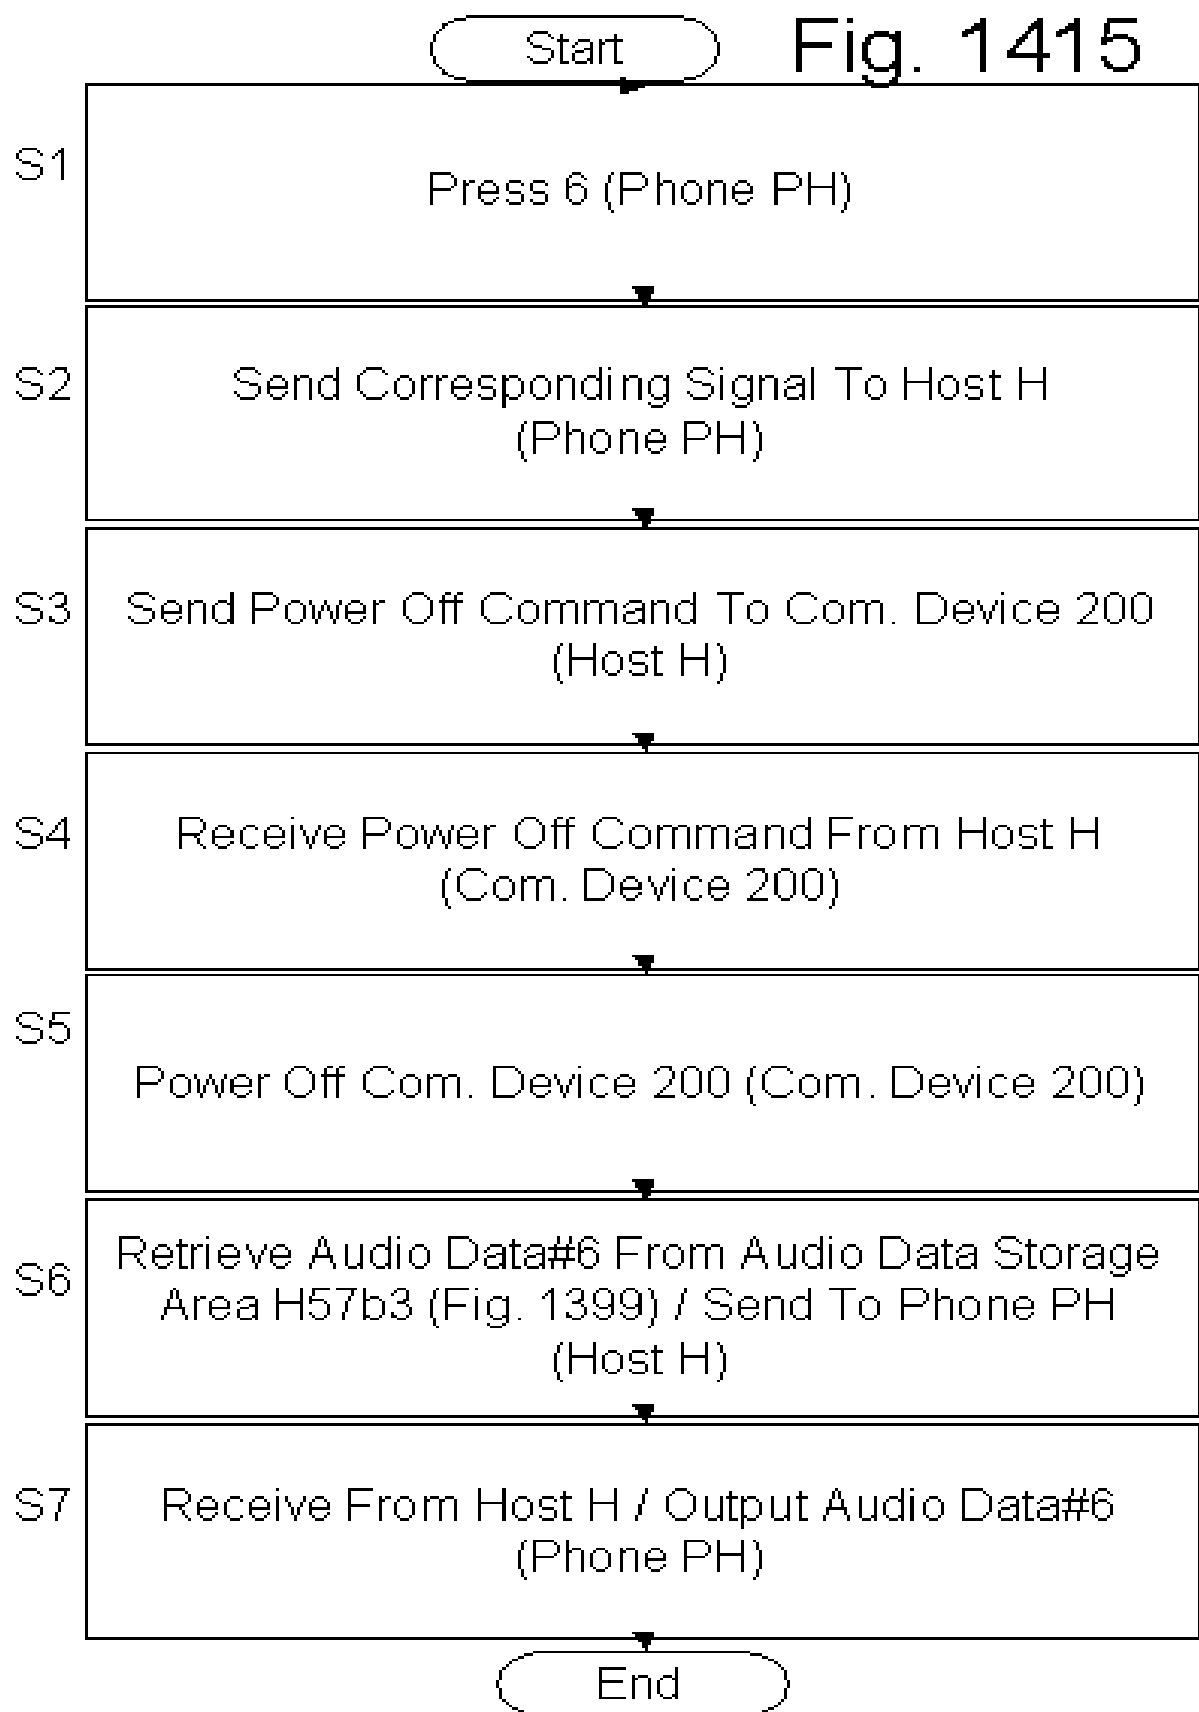 Start
Fig. 1415
S1
Press 6 (Phone PH)
S2
Send Corresponding Signal To Host H
(Phone PH)
S3
Send Power Off Command To Com. Device 200
(Host H)
S4
Receive Power Off Command From Host H
(Com. Device 200)
S5
Power Off Com. Device 200 (Com. Device 200)
S6
Retrieve Audio Data#6 From Audio Data Storage
Area H57b3 (Fig. 1399) / Send To Phone PH
(Host H)
S7
Receive From Host H / Output Audio Data#6
(Phone PH)
End